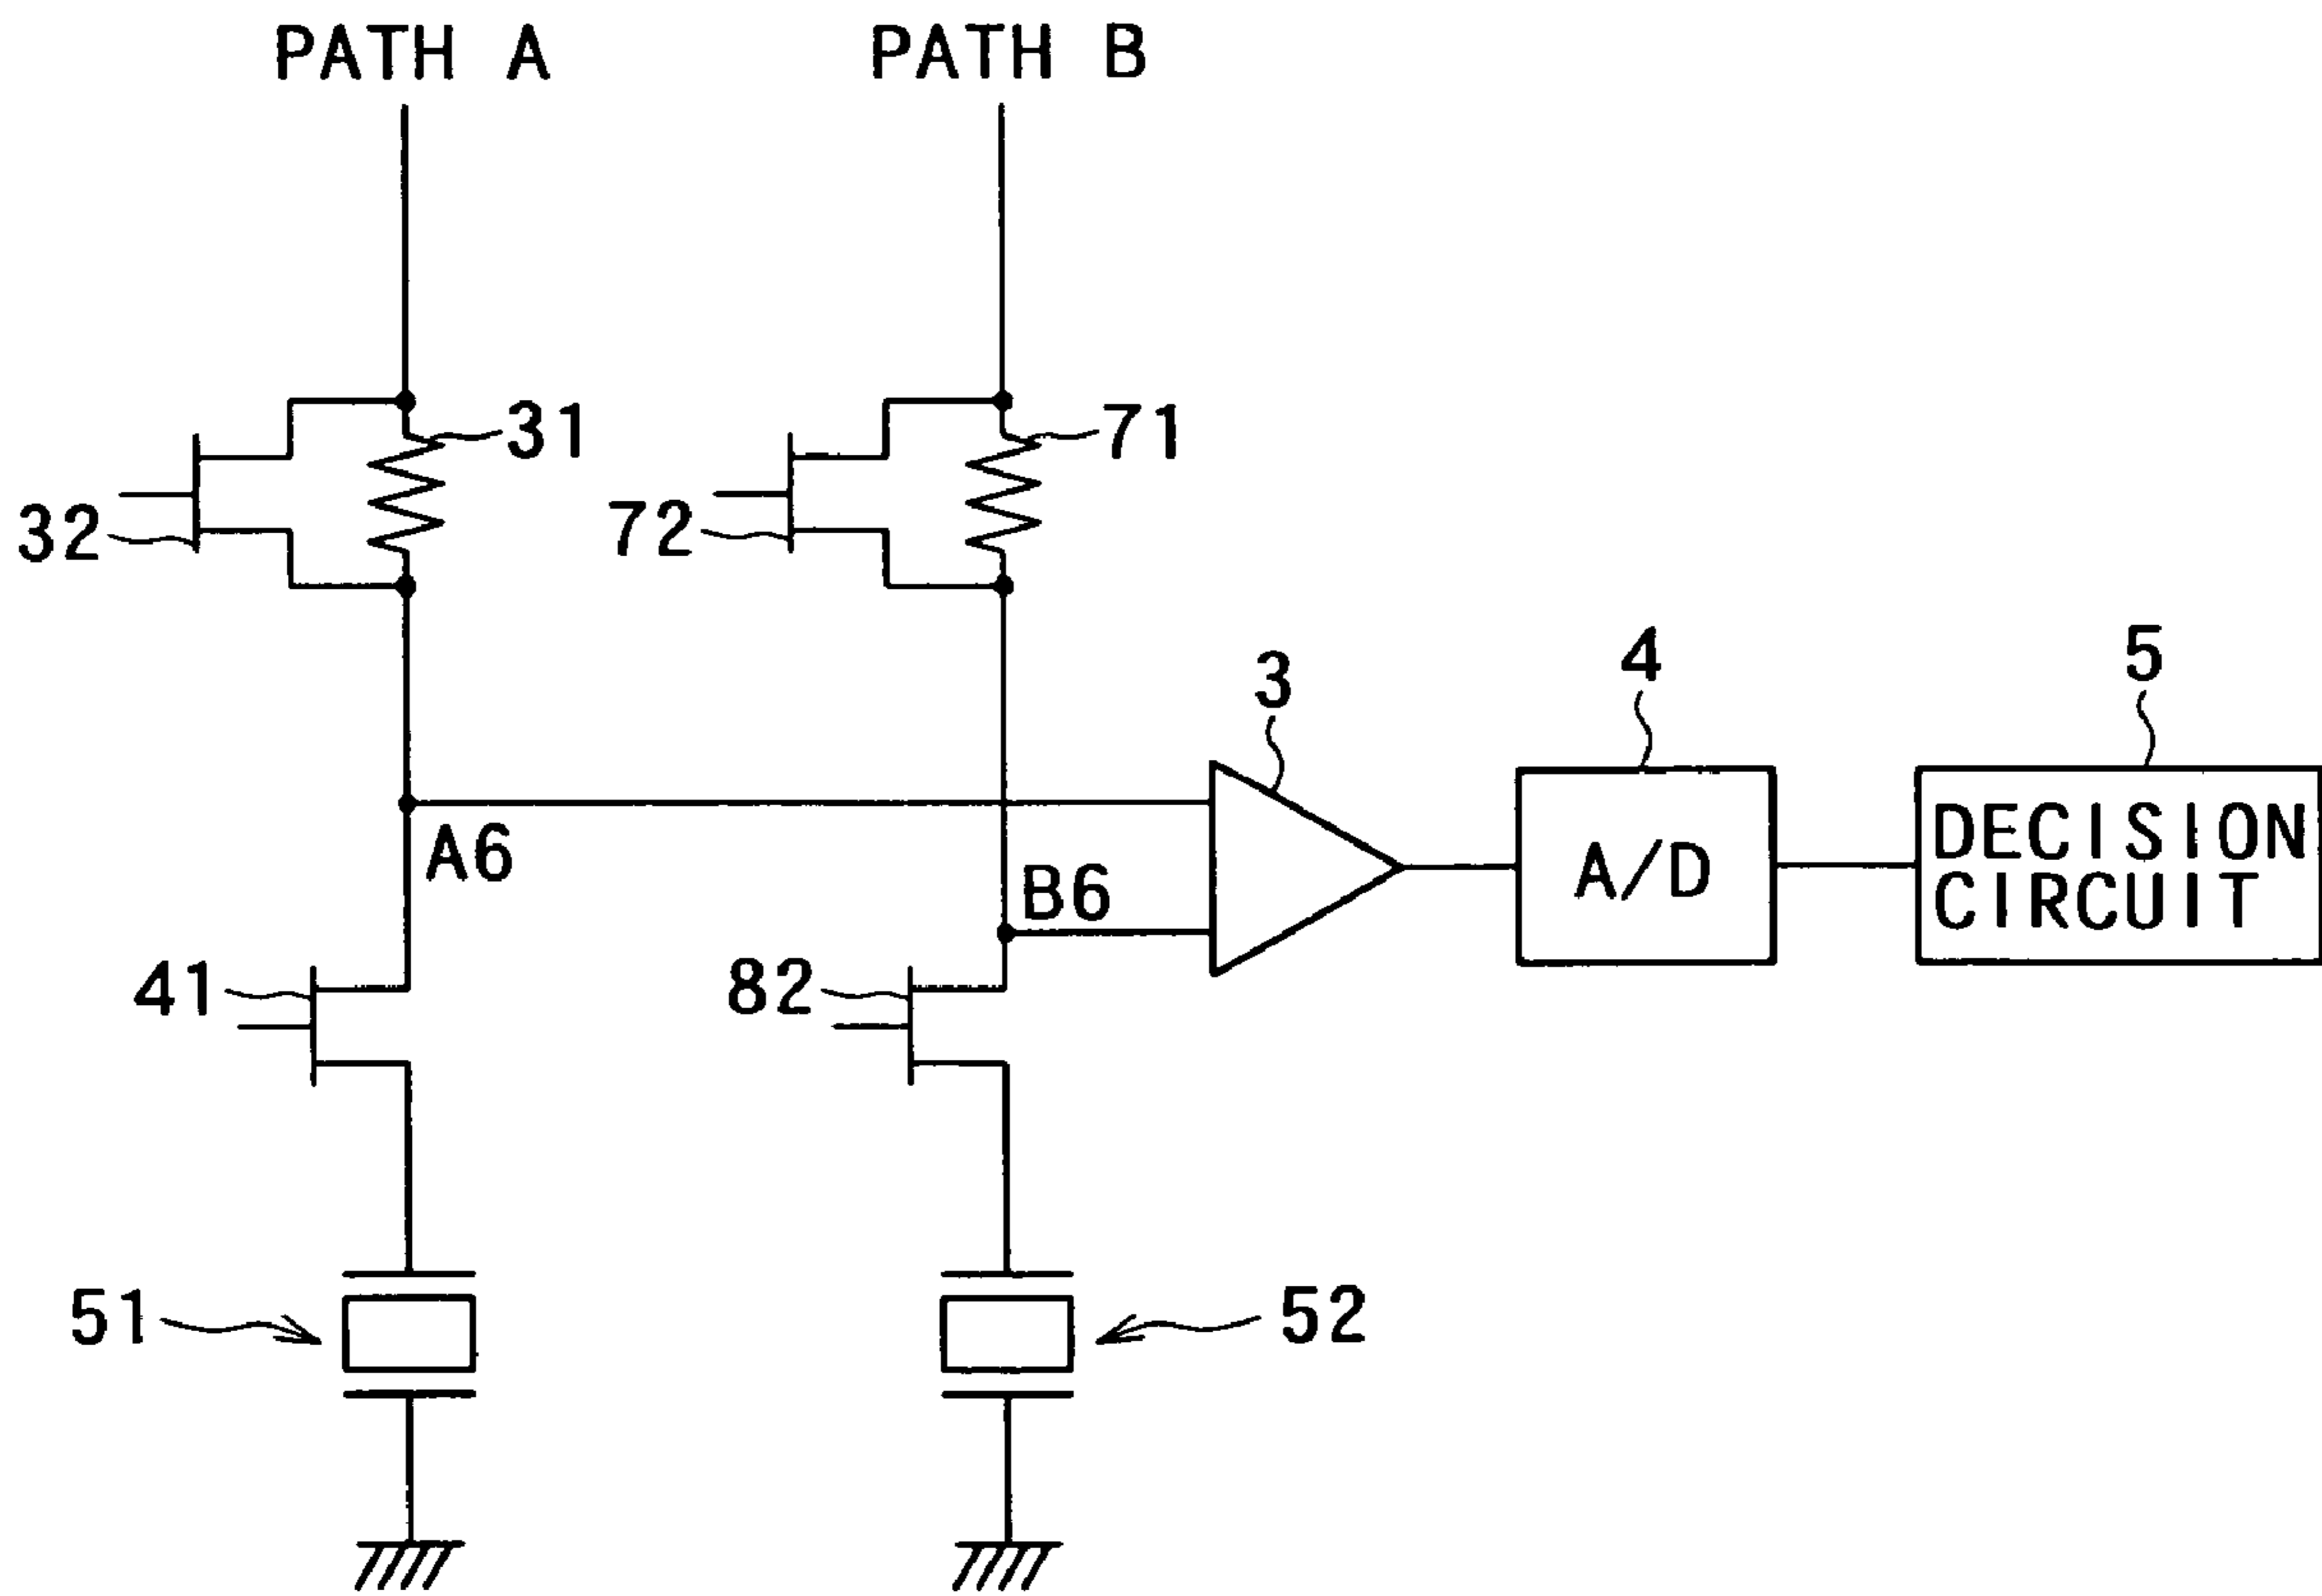 PATH A
PATH B
31
71
32
72
3
4
5
A6
B6
A/D
DECISION
CIRCUIT
41
82
51
52